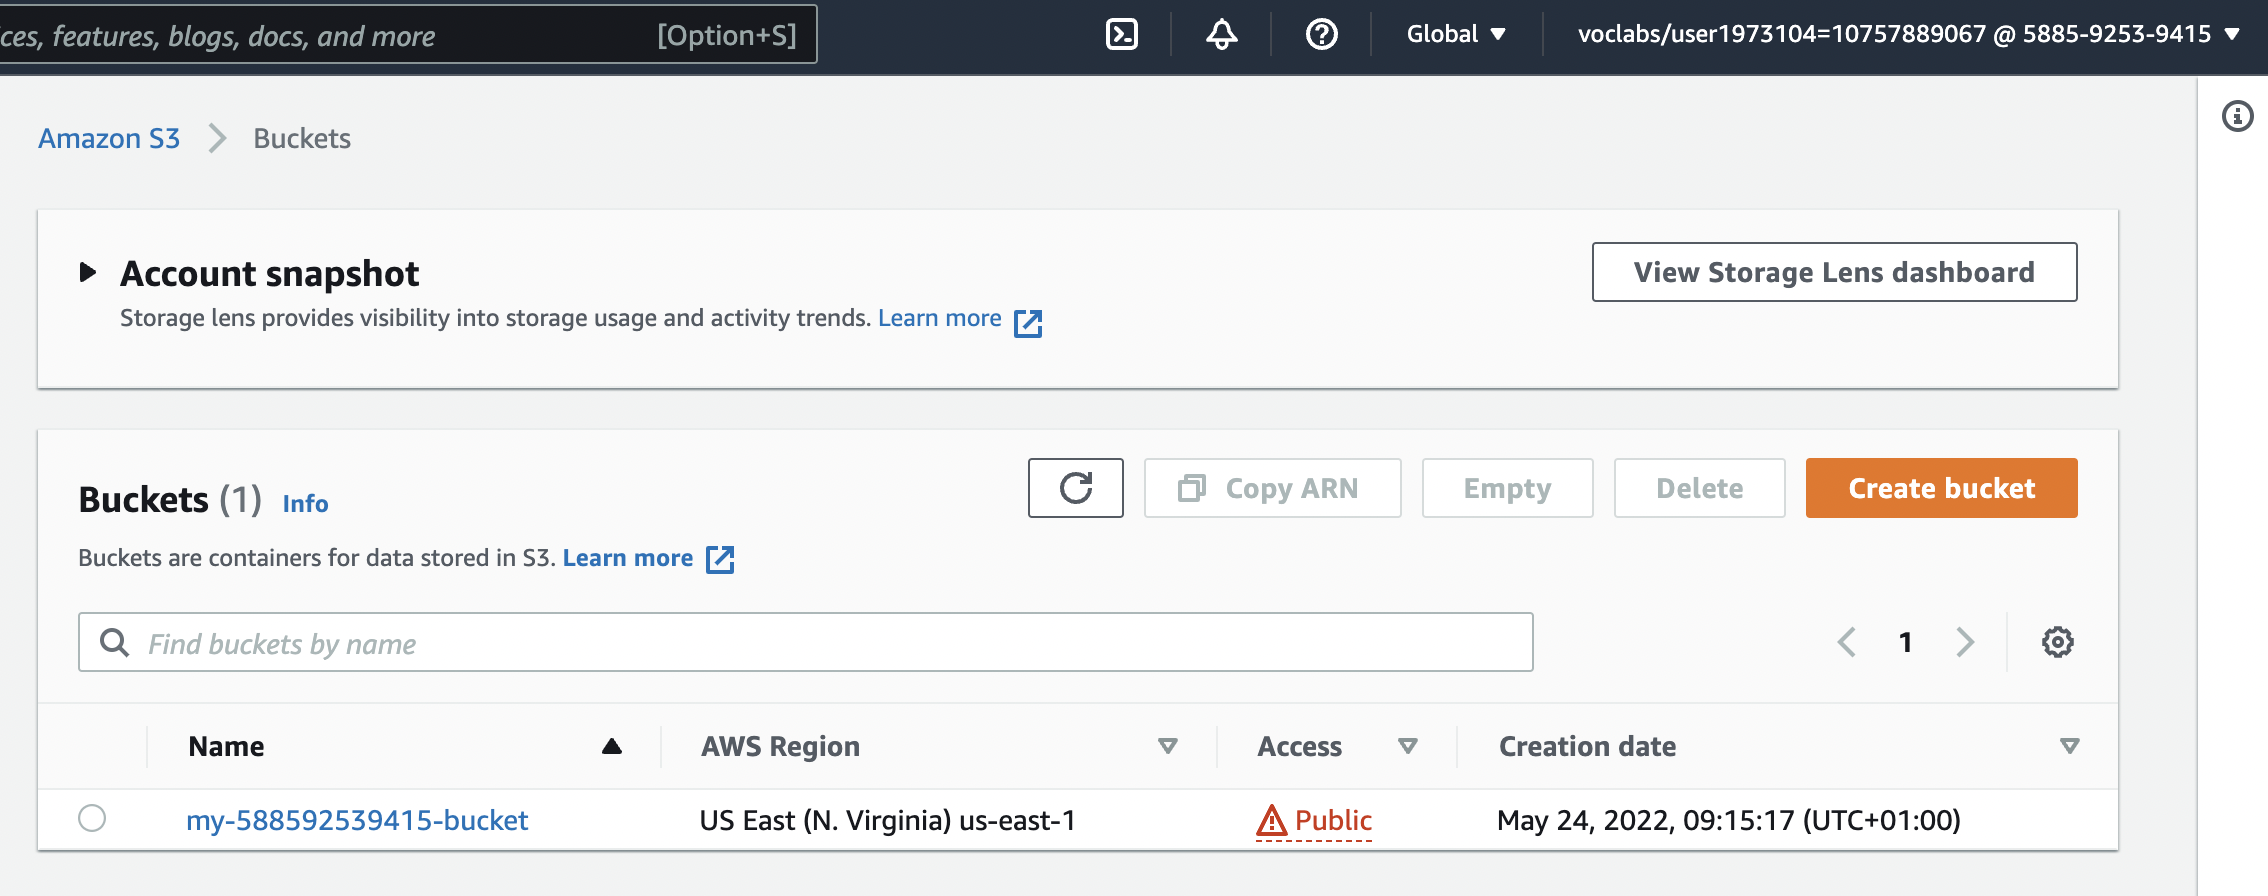 ces, features, blogs, docs, and more [Option+S] Global voclabs/user1973104=10757889067 @ 5885-9253-9415
Amazon S3 Buckets
Account snapshot
View Storage Lens dashboard
Storage lens provides visibility into storage usage and activity trends. Learn more
Buckets (1) Info
Copy ARN Empty Delete Create bucket
Buckets are containers for data stored in S3. Learn more
Find buckets by name 1
Name AWS Region Access Creation date
my-588592539415-bucket US East (N. Virginia) us-east-1 Public May 24, 2022, 09:15:17 (UTC+01:00)